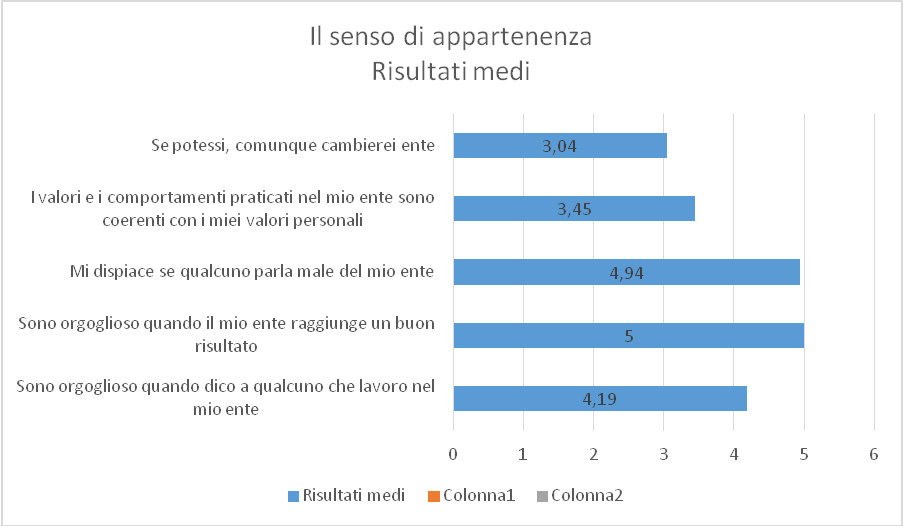 Il senso di appartenenza
Risultati medi
Se potessi, comunque cambierei ente
3,04
I valori e i comportamenti praticati nel mio ente sono
coerenti con i miei valori personali
3,45
Mi dispiace se qualcuno parla male del mio ente
4,94
Sono orgoglioso quando il mio ente raggiunge un buon
risultato
5
Sono orgoglioso quando dico a qualcuno che lavoro nel
mio ente
4,19
0 1 2 3 4 5 6
Risultati medi Colonna1 Colonna2